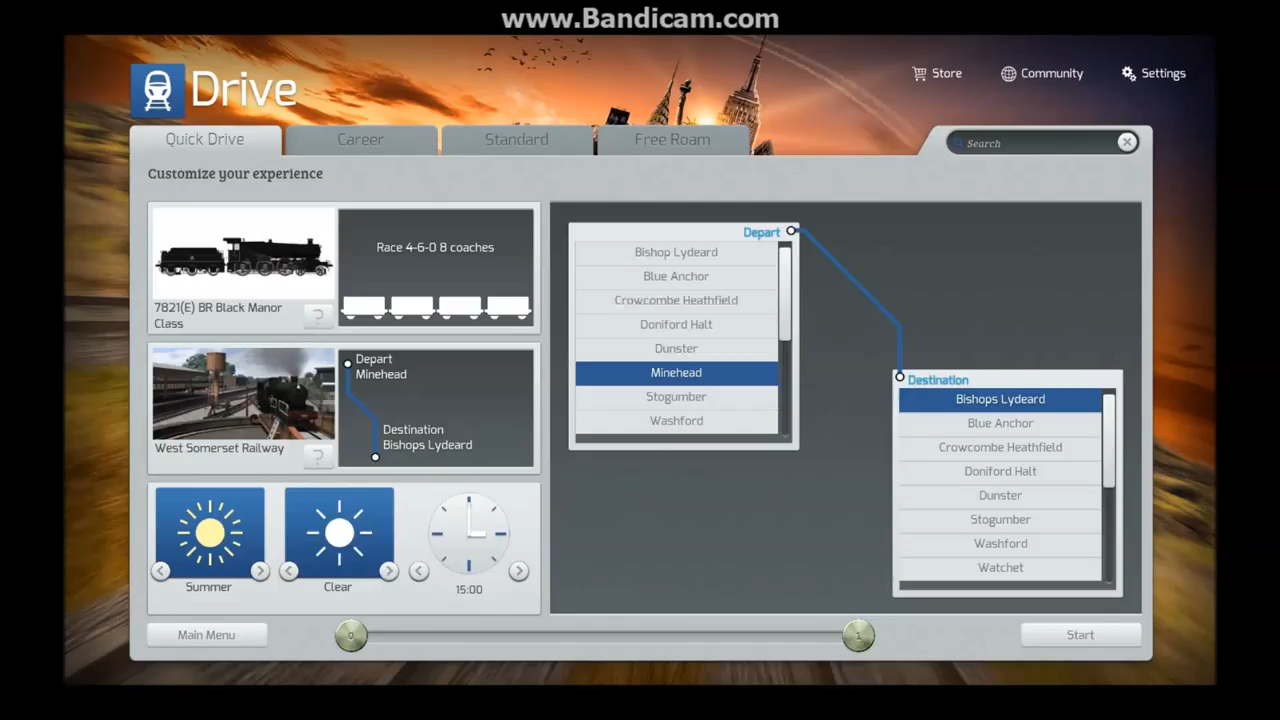 www.Bandicam.com
Drive
Store
Community
Settings
Quick Drive
Career
Standard
Free Roam
Search
Customize your experience
Race 4-6-0 8 coaches
7821(E) BR Black Manor
Class
?
Depart
Minehead
Destination
Bishops Lydeard
West Somerset Railway
?
Summer
Clear
15:00
Depart
Bishop Lydeard
Blue Anchor
Crowcombe Heathfield
Doniford Halt
Dunster
Minehead
Stogumber
Washford
Destination
Bishops Lydeard
Blue Anchor
Crowcombe Heathfield
Doniford Halt
Dunster
Stogumber
Washford
Watchet
Main Menu
0
1
Start